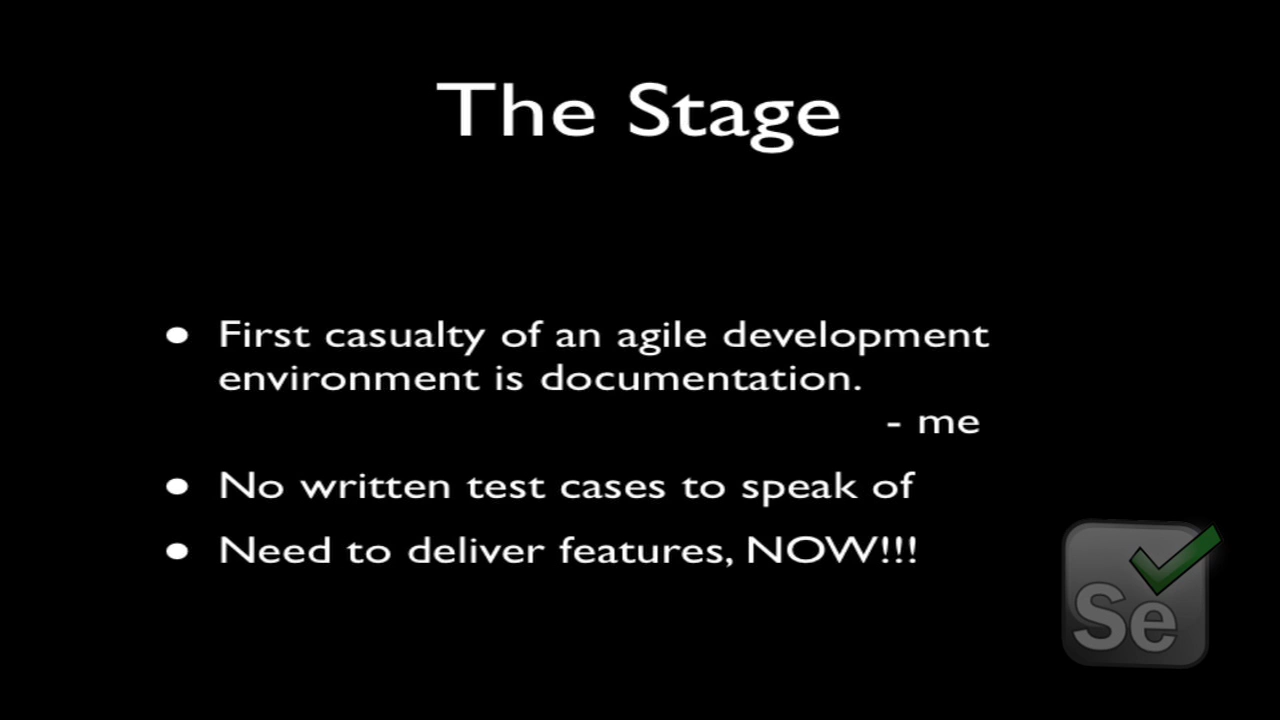 The Stage
• First casualty of an agile development
environment is documentation.
- me
• No written test cases to speak of
• Need to deliver features, NOW!!!
Se